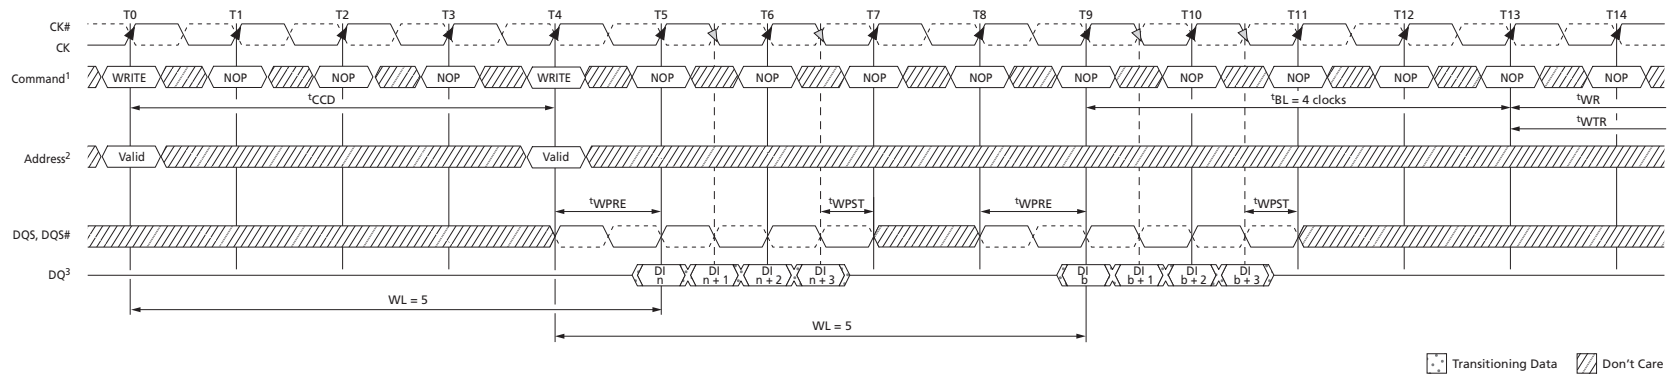 T0 T1 T2 T3 T4 T5 T6 T7 T8 T9 T10 T11 T12 T13 T14
CK#
CK
Command1 WRITE NOP NOP NOP WRITE NOP NOP NOP NOP NOP NOP NOP NOP NOP NOP
tCCD tBL = 4 clocks tWR
tWTR
Address2 Valid Valid
tWPRE tWPST tWPRE tWPST
DQS, DQS#
DQ3 DI n DI n + 1 DI n + 2 DI n + 3 DI b DI b + 1 DI b + 2 DI b + 3
WL = 5
WL = 5
Transitioning Data Don't Care